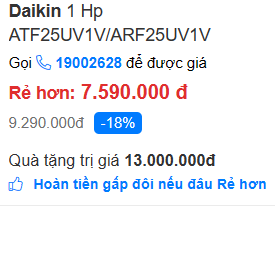 Daikin 1 Hp
ATF25UV1V/ARF25UV1V
Gọi 19002628 để được giá
Rẻ hơn: 7.590.000 đ
9.290.000đ -18%
Quà tặng trị giá 13.000.000đ
Hoàn tiền gấp đôi nếu đâu Rẻ hơn